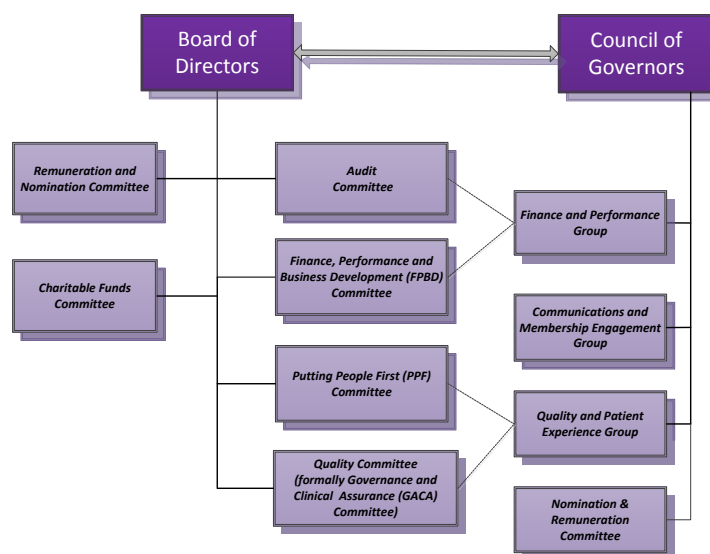 Board of
Directors
Council of
Governors
Remuneration and
Nomination Committee
Audit
Committee
Finance and Performance
Group
Charitable Funds
Committee
Finance, Performance and
Business Development (FPBD)
Committee
Communications and
Membership Engagement
Group
Putting People First (PPF)
Committee
Quality and Patient
Experience Group
Quality Committee
(formally Governance and
Clinical Assurance (GACA)
Committee)
Nomination &
Remuneration
Committee